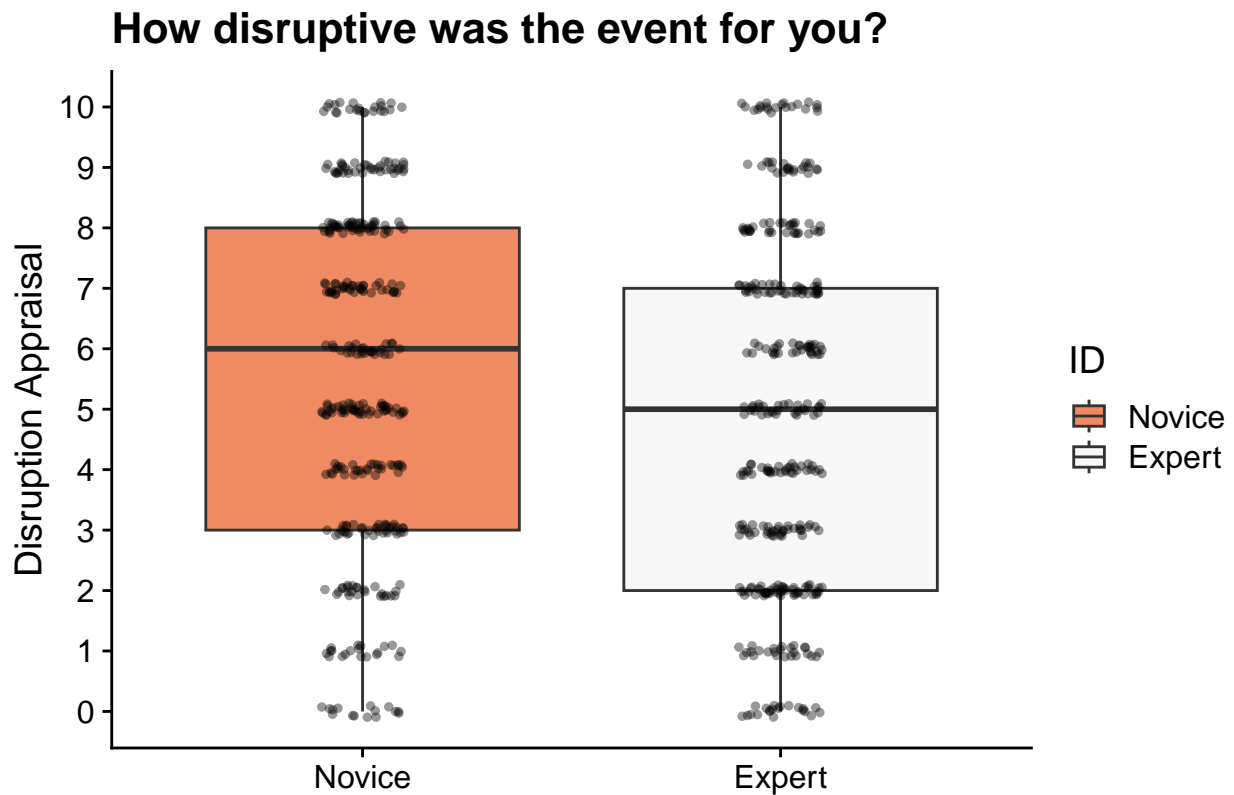 How disruptive was the event for you?
Disruption Appraisal
10
9
8
7
6
5
4
3
2
1
0
Novice
Expert
ID
Novice
Expert